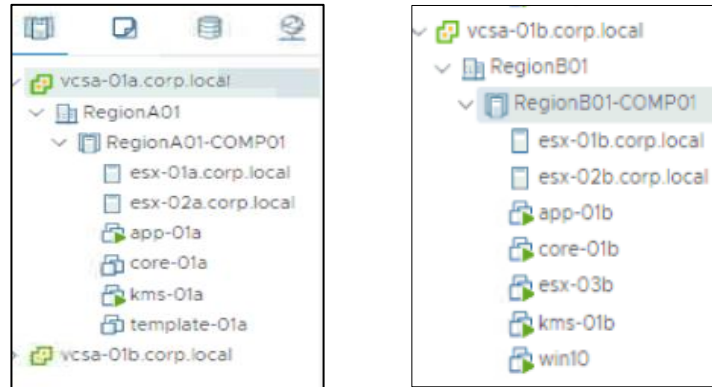 vcsa-01a.corp.local
RegionA01
RegionA01-COMP01
esx-01a.corp.local
esx-02a.corp.local
app-01a
core-01a
kms-01a
template-01a
vcsa-01b.corp.local
vcsa-01b.corp.local
RegionB01
RegionB01-COMP01
esx-01b.corp.local
esx-02b.corp.local
app-01b
core-01b
esx-03b
kms-01b
win10